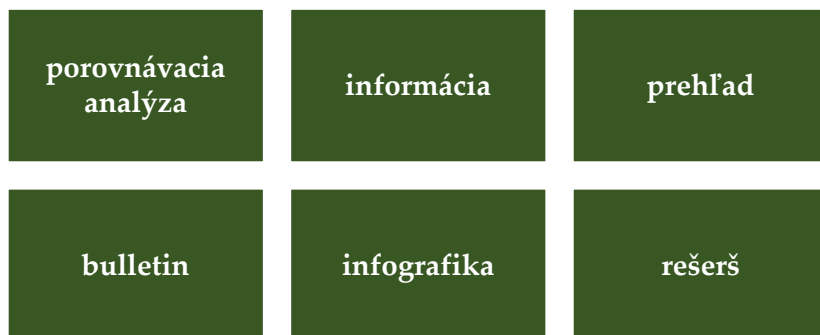 porovnávacia
analýza
informácia
prehľad
bulletin
infografika
rešerš